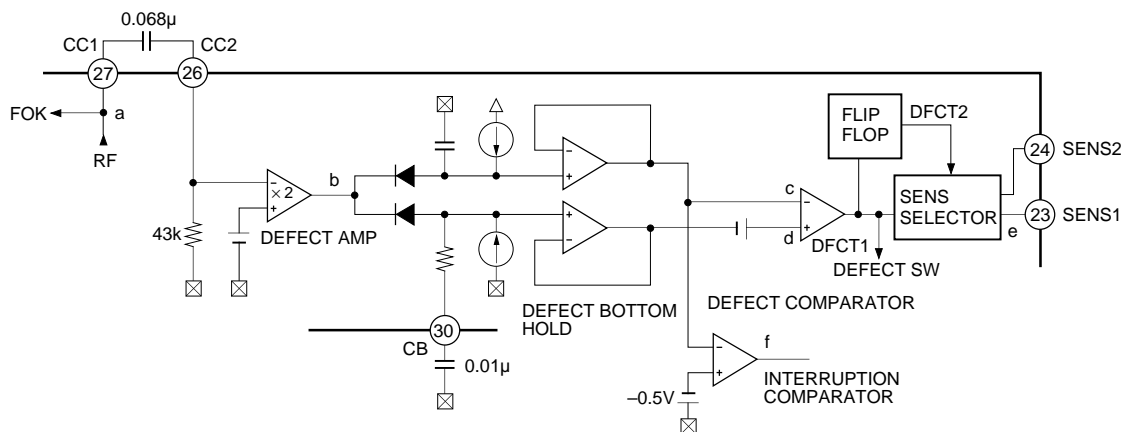 0.068µ
CC1
CC2
27
26
FOK
a
RF
43k
− × 2
+
DEFECT AMP
b
−
+
+
−
DEFECT BOTTOM
HOLD
30
CB
0.01µ
c
−
d
+
DFCT1
DEFECT SW
DEFECT COMPARATOR
FLIP
FLOP
DFCT2
SENS
SELECTOR
e
24
SENS2
23
SENS1
−
+
f
–0.5V
INTERRUPTION
COMPARATOR